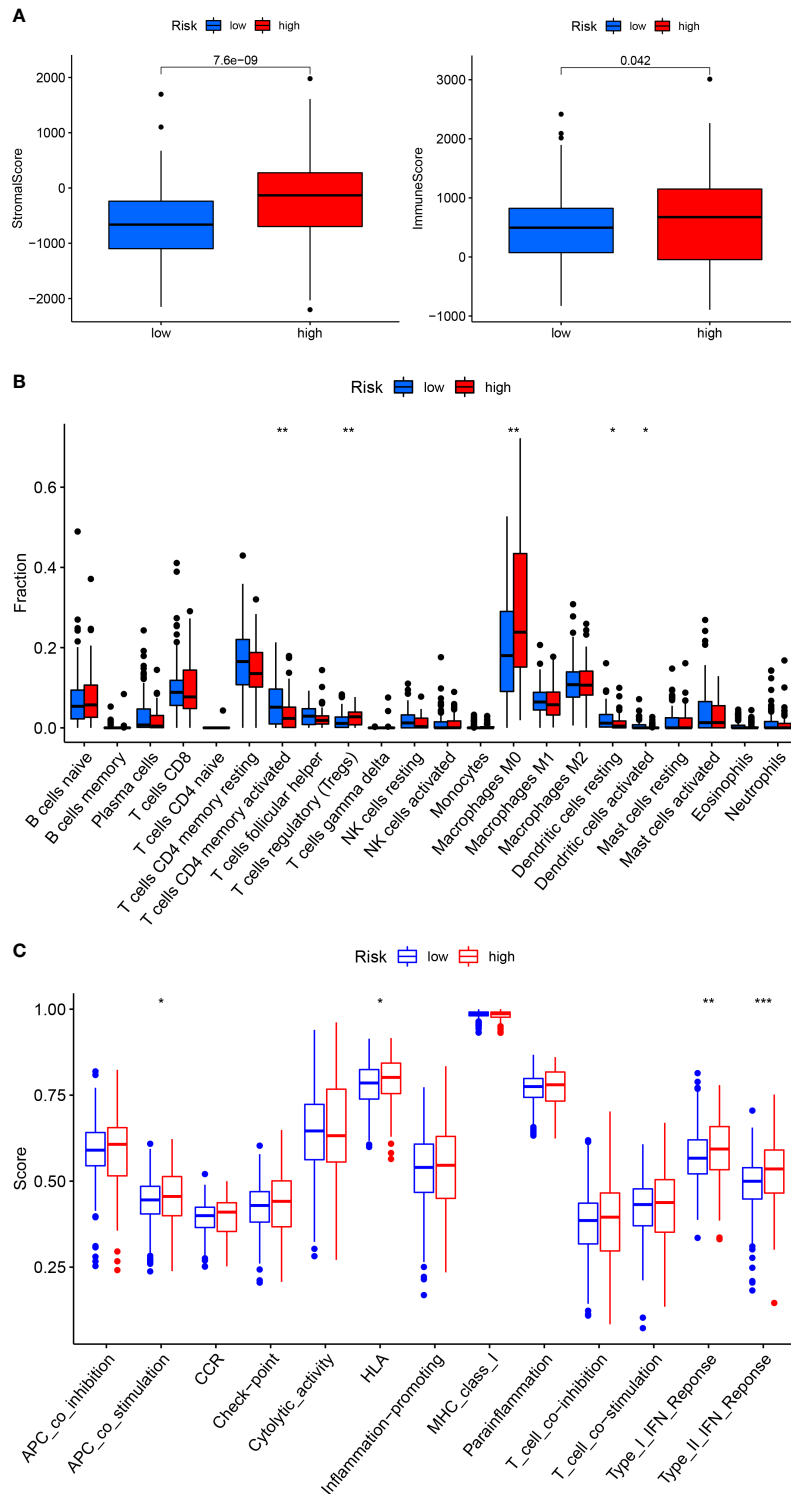 A
Risk low high
7.6e−09
2000
1000
0
−1000
−2000
StromalScore
low high
Risk low high
0.042
3000
2000
1000
0
−1000
ImmuneScore
low high
B
Risk low high
** ** ** * *
0.6
0.4
0.2
0.0
Fraction
B cells naive
B cells memory
Plasma cells
T cells CD8
T cells CD4 naive
T cells CD4 memory resting
T cells CD4 memory activated
T cells follicular helper
T cells regulatory (Tregs)
T cells gamma delta
NK cells resting
NK cells activated
Monocytes
Macrophages M0
Macrophages M1
Macrophages M2
Dendritic cells resting
Dendritic cells activated
Mast cells resting
Mast cells activated
Eosinophils
Neutrophils
C
Risk low high
* * ** ***
1.00
0.75
0.50
0.25
Score
APC_co_inhibition
APC_co_stimulation
CCR
Check−point
Cytolytic_activity
HLA
Inflammation−promoting
MHC_class_I
Parainflammation
T_cell_co−inhibition
T_cell_co−stimulation
Type_I_IFN_Reponse
Type_II_IFN_Reponse